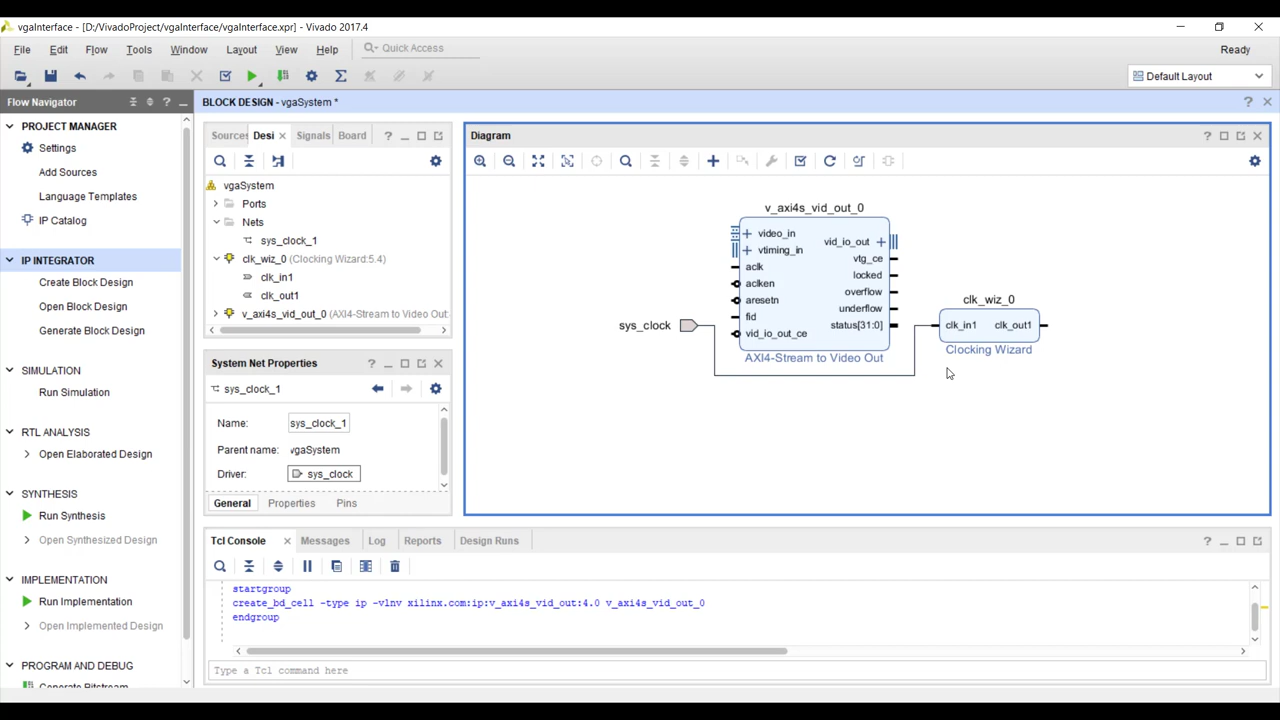 vgaInterface - [D:/VivadoProject/vgaInterface/vgaInterface.xpr] - Vivado 2017.4
File Edit Flow Tools Window Layout View Help Quick Access Ready
Default Layout
Flow Navigator
BLOCK DESIGN - vgaSystem *
PROJECT MANAGER
Settings
Add Sources
Language Templates
IP Catalog
IP INTEGRATOR
Create Block Design
Open Block Design
Generate Block Design
SIMULATION
Run Simulation
RTL ANALYSIS
Open Elaborated Design
SYNTHESIS
Run Synthesis
Open Synthesized Design
IMPLEMENTATION
Run Implementation
Open Implemented Design
PROGRAM AND DEBUG
Generate Bitstream
Sources Desi Signals Board
vgaSystem
Ports
Nets
sys_clock_1
clk_wiz_0 (Clocking Wizard:5.4)
clk_in1
clk_out1
v_axi4s_vid_out_0 (AXI4-Stream to Video Out:
System Net Properties
sys_clock_1
Name: sys_clock_1
Parent name: vgaSystem
Driver: sys_clock
General Properties Pins
Diagram
v_axi4s_vid_out_0
video_in
vtiming_in
aclk
aclken
aresetn
fid
vid_io_out_ce
vid_io_out
vtg_ce
locked
overflow
underflow
status[31:0]
AXI4-Stream to Video Out
sys_clock
clk_wiz_0
clk_in1 clk_out1
Clocking Wizard
Tcl Console Messages Log Reports Design Runs
startgroup
create_bd_cell -type ip -vlnv xilinx.com:ip:v_axi4s_vid_out:4.0 v_axi4s_vid_out_0
endgroup
Type a Tcl command here